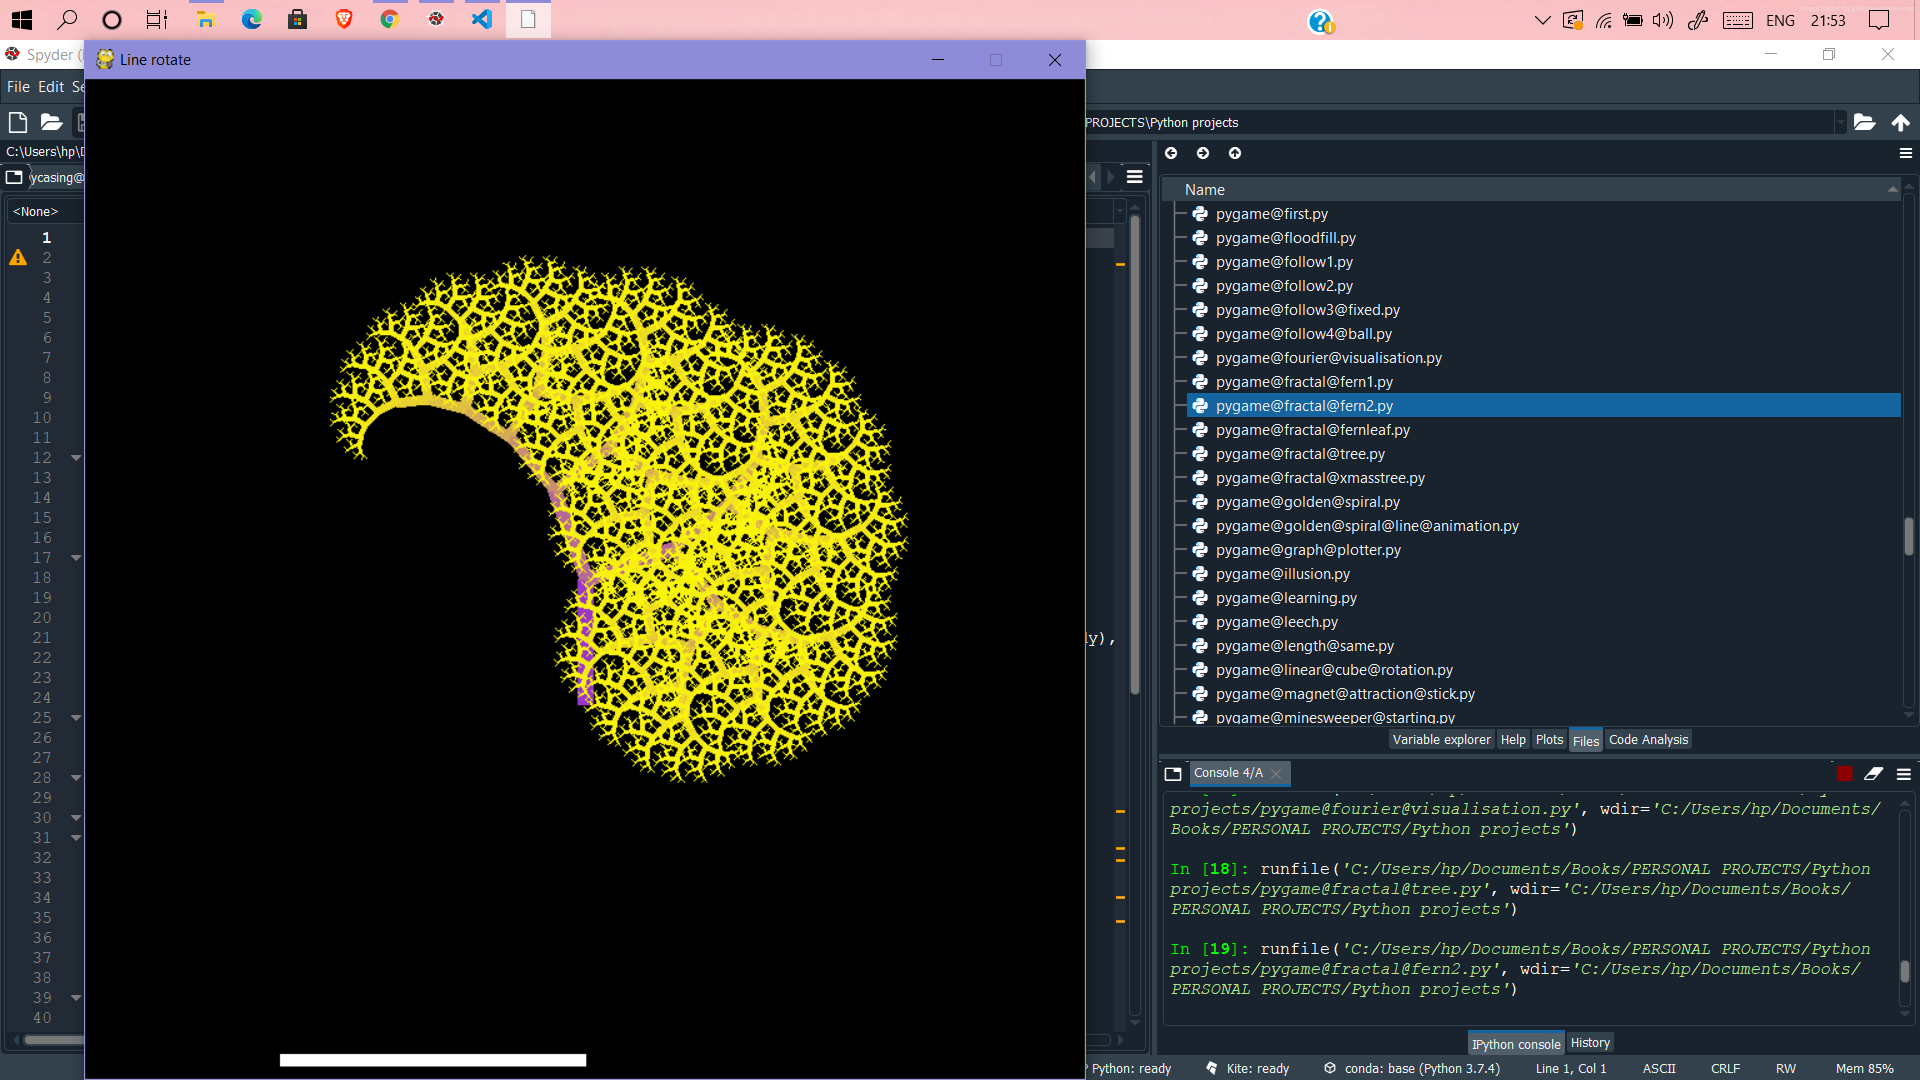 ENG 21:53
Spyder (
Line rotate
File Edit Se
PROJECTS\Python projects
C:\Users\hp\D
ycasing@
<None>
Name
pygame@first.py
pygame@floodfill.py
pygame@follow1.py
pygame@follow2.py
pygame@follow3@fixed.py
pygame@follow4@ball.py
pygame@fourier@visualisation.py
pygame@fractal@fern1.py
pygame@fractal@fern2.py
pygame@fractal@fernleaf.py
pygame@fractal@tree.py
pygame@fractal@xmasstree.py
pygame@golden@spiral.py
pygame@golden@spiral@line@animation.py
pygame@graph@plotter.py
pygame@illusion.py
pygame@learning.py
pygame@leech.py
pygame@length@same.py
pygame@linear@cube@rotation.py
pygame@magnet@attraction@stick.py
pygame@minesweeper@starting.py
1
2
3
4
5
6
7
8
9
10
11
12
13
14
15
16
17
18
19
20
21
22
23
24
25
26
27
28
29
30
31
32
33
34
35
36
37
38
39
40
y),
Variable explorer Help Plots Files Code Analysis
Console 4/A
projects/pygame@fourier@visualisation.py', wdir='C:/Users/hp/Documents/
Books/PERSONAL PROJECTS/Python projects')
In [18]: runfile('C:/Users/hp/Documents/Books/PERSONAL PROJECTS/Python
projects/pygame@fractal@tree.py', wdir='C:/Users/hp/Documents/Books/
PERSONAL PROJECTS/Python projects')
In [19]: runfile('C:/Users/hp/Documents/Books/PERSONAL PROJECTS/Python
projects/pygame@fractal@fern2.py', wdir='C:/Users/hp/Documents/Books/
PERSONAL PROJECTS/Python projects')
IPython console History
Python: ready Kite: ready conda: base (Python 3.7.4) Line 1, Col 1 ASCII CRLF RW Mem 85%